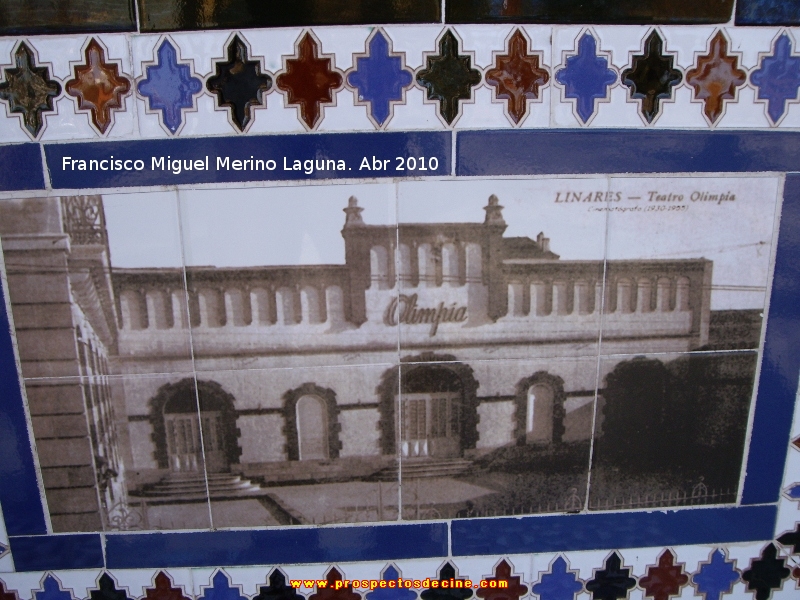 Francisco Miguel Merino Laguna. Abr 2010
LINARES — Teatro Olimpia
Cinematógrafo (1930-1955)
Olimpia
www.prospectosdecine.com